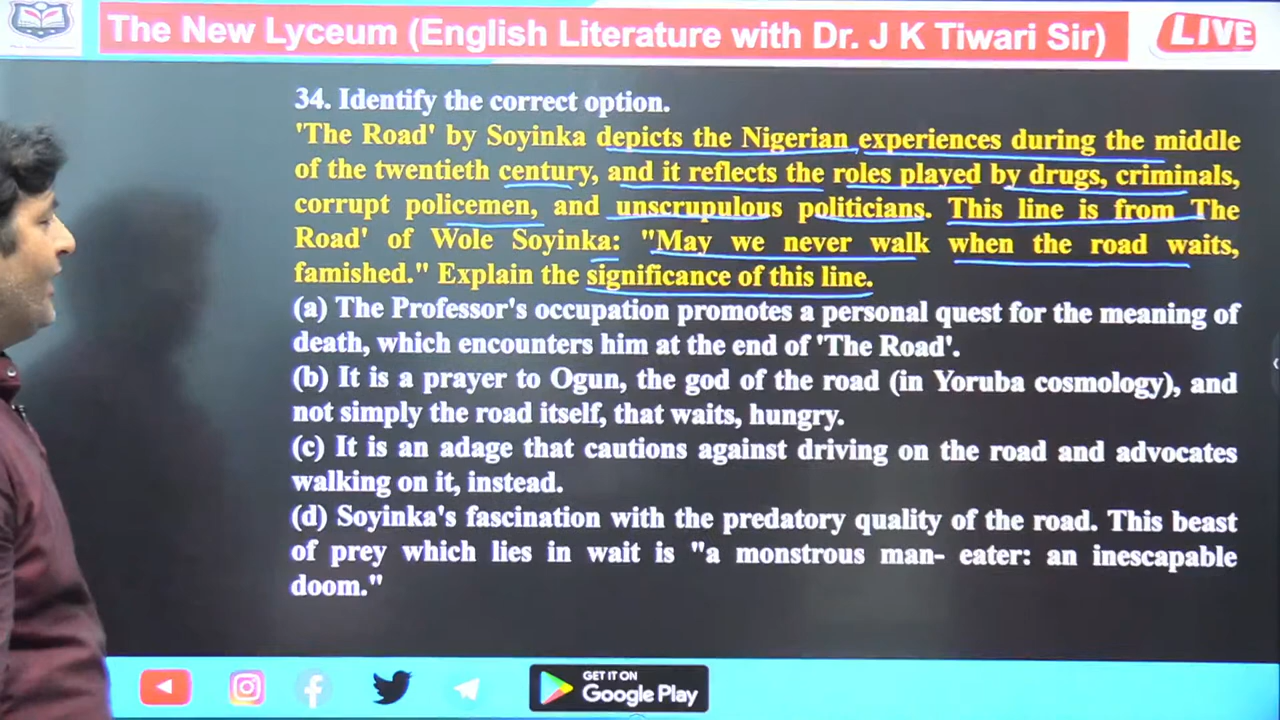 The New Lyceum (English Literature with Dr. J K Tiwari Sir)
LIVE
34. Identify the correct option.
'The Road' by Soyinka depicts the Nigerian experiences during the middle
of the twentieth century, and it reflects the roles played by drugs, criminals,
corrupt policemen, and unscrupulous politicians. This line is from The
Road' of Wole Soyinka: "May we never walk when the road waits,
famished." Explain the significance of this line.
(a) The Professor's occupation promotes a personal quest for the meaning of
death, which encounters him at the end of 'The Road'.
(b) It is a prayer to Ogun, the god of the road (in Yoruba cosmology), and
not simply the road itself, that waits, hungry.
(c) It is an adage that cautions against driving on the road and advocates
walking on it, instead.
(d) Soyinka's fascination with the predatory quality of the road. This beast
of prey which lies in wait is "a monstrous man- eater: an inescapable
doom."
GET IT ON
Google Play